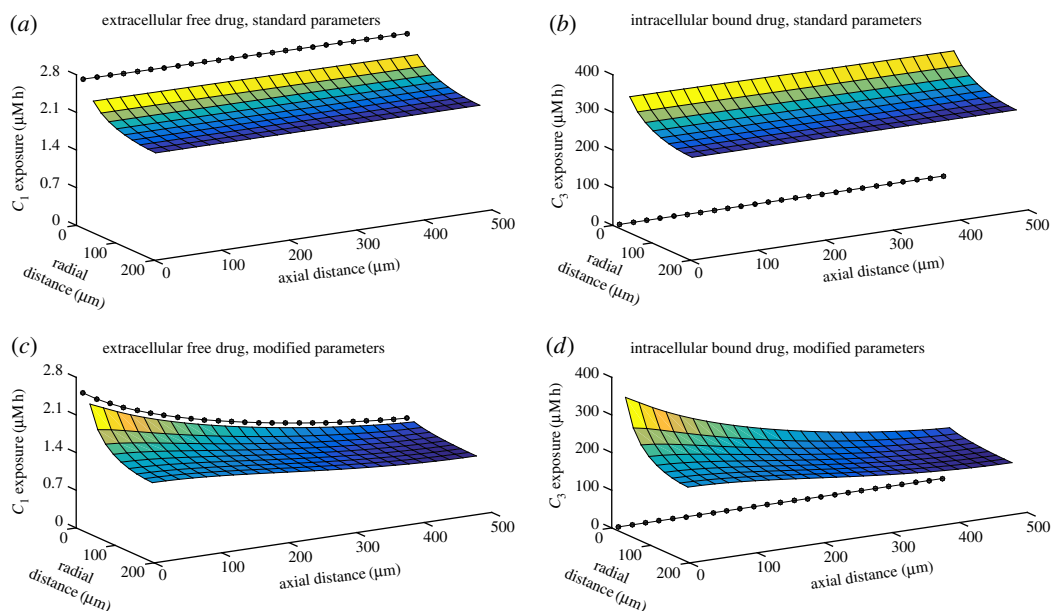 (a) extracellular free drug, standard parameters
2.8
2.1
1.4
0.7
0
C1 exposure (µM h)
0
100
200
radial
distance (µm)
0
100
200
300
400
500
axial distance (µm)
(b) intracellular bound drug, standard parameters
400
300
200
100
0
C3 exposure (µM h)
0
100
200
radial
distance (µm)
0
100
200
300
400
500
axial distance (µm)
(c) extracellular free drug, modified parameters
2.8
2.1
1.4
0.7
0
C1 exposure (µM h)
0
100
200
radial
distance (µm)
0
100
200
300
400
500
axial distance (µm)
(d) intracellular bound drug, modified parameters
400
300
200
100
0
C3 exposure (µM h)
0
100
200
radial
distance (µm)
0
100
200
300
400
500
axial distance (µm)